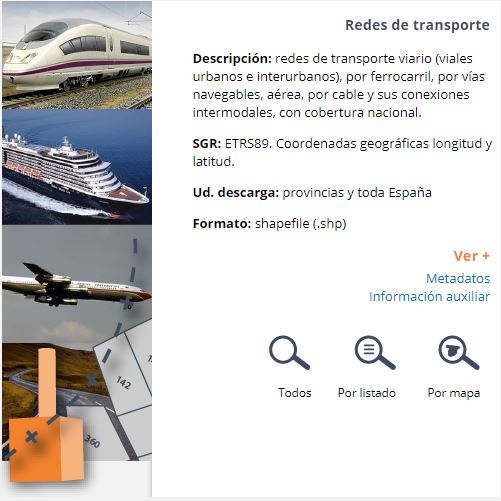 Redes de transporte
Descripción: redes de transporte viario (viales
urbanos e interurbanos), por ferrocarril, por vías
navegables, aérea, por cable y sus conexiones
intermodales, con cobertura nacional.
SGR: ETRS89. Coordenadas geográficas longitud y
latitud.
Ud. descarga: provincias y toda España
Formato: shapefile (.shp)
Ver +
Metadatos
Información auxiliar
Todos
Por listado
Por mapa
142
360